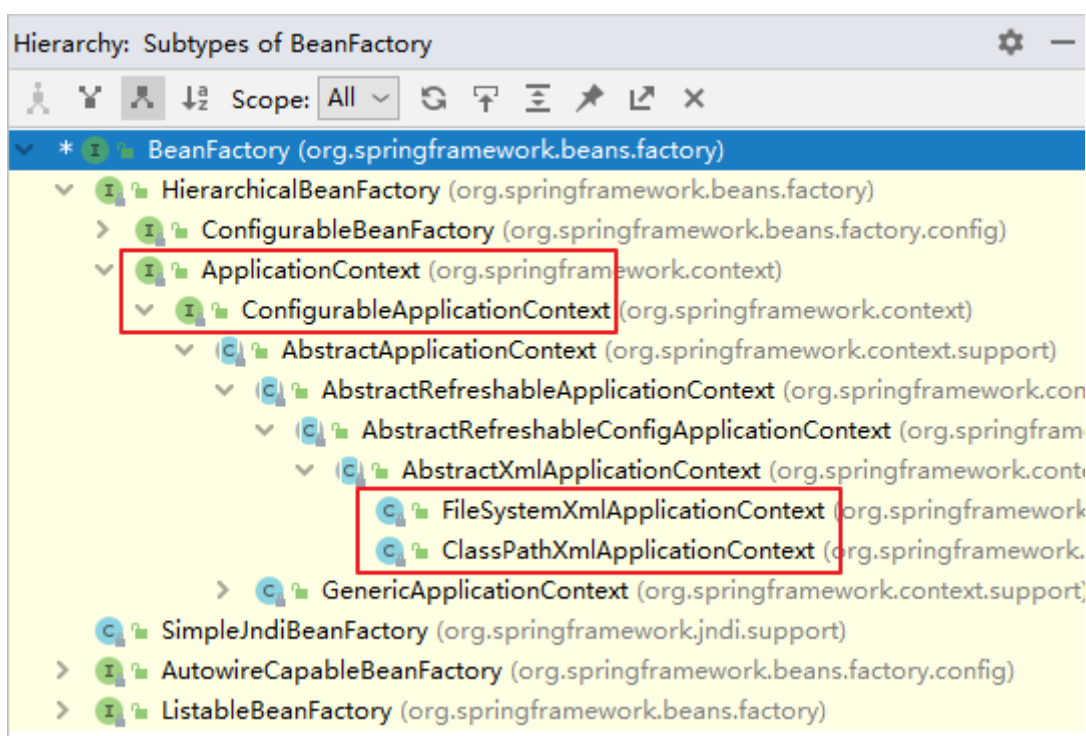 Hierarchy: Subtypes of BeanFactory
Scope: All
* BeanFactory (org.springframework.beans.factory)
HierarchicalBeanFactory (org.springframework.beans.factory)
ConfigurableBeanFactory (org.springframework.beans.factory.config)
ApplicationContext (org.springframework.context)
ConfigurableApplicationContext (org.springframework.context)
AbstractApplicationContext (org.springframework.context.support)
AbstractRefreshableApplicationContext (org.springframework.con
AbstractRefreshableConfigApplicationContext (org.springfram
AbstractXmlApplicationContext (org.springframework.conte
FileSystemXmlApplicationContext (org.springframework
ClassPathXmlApplicationContext (org.springframework.
GenericApplicationContext (org.springframework.context.support)
SimpleJndiBeanFactory (org.springframework.jndi.support)
AutowireCapableBeanFactory (org.springframework.beans.factory.config)
ListableBeanFactory (org.springframework.beans.factory)